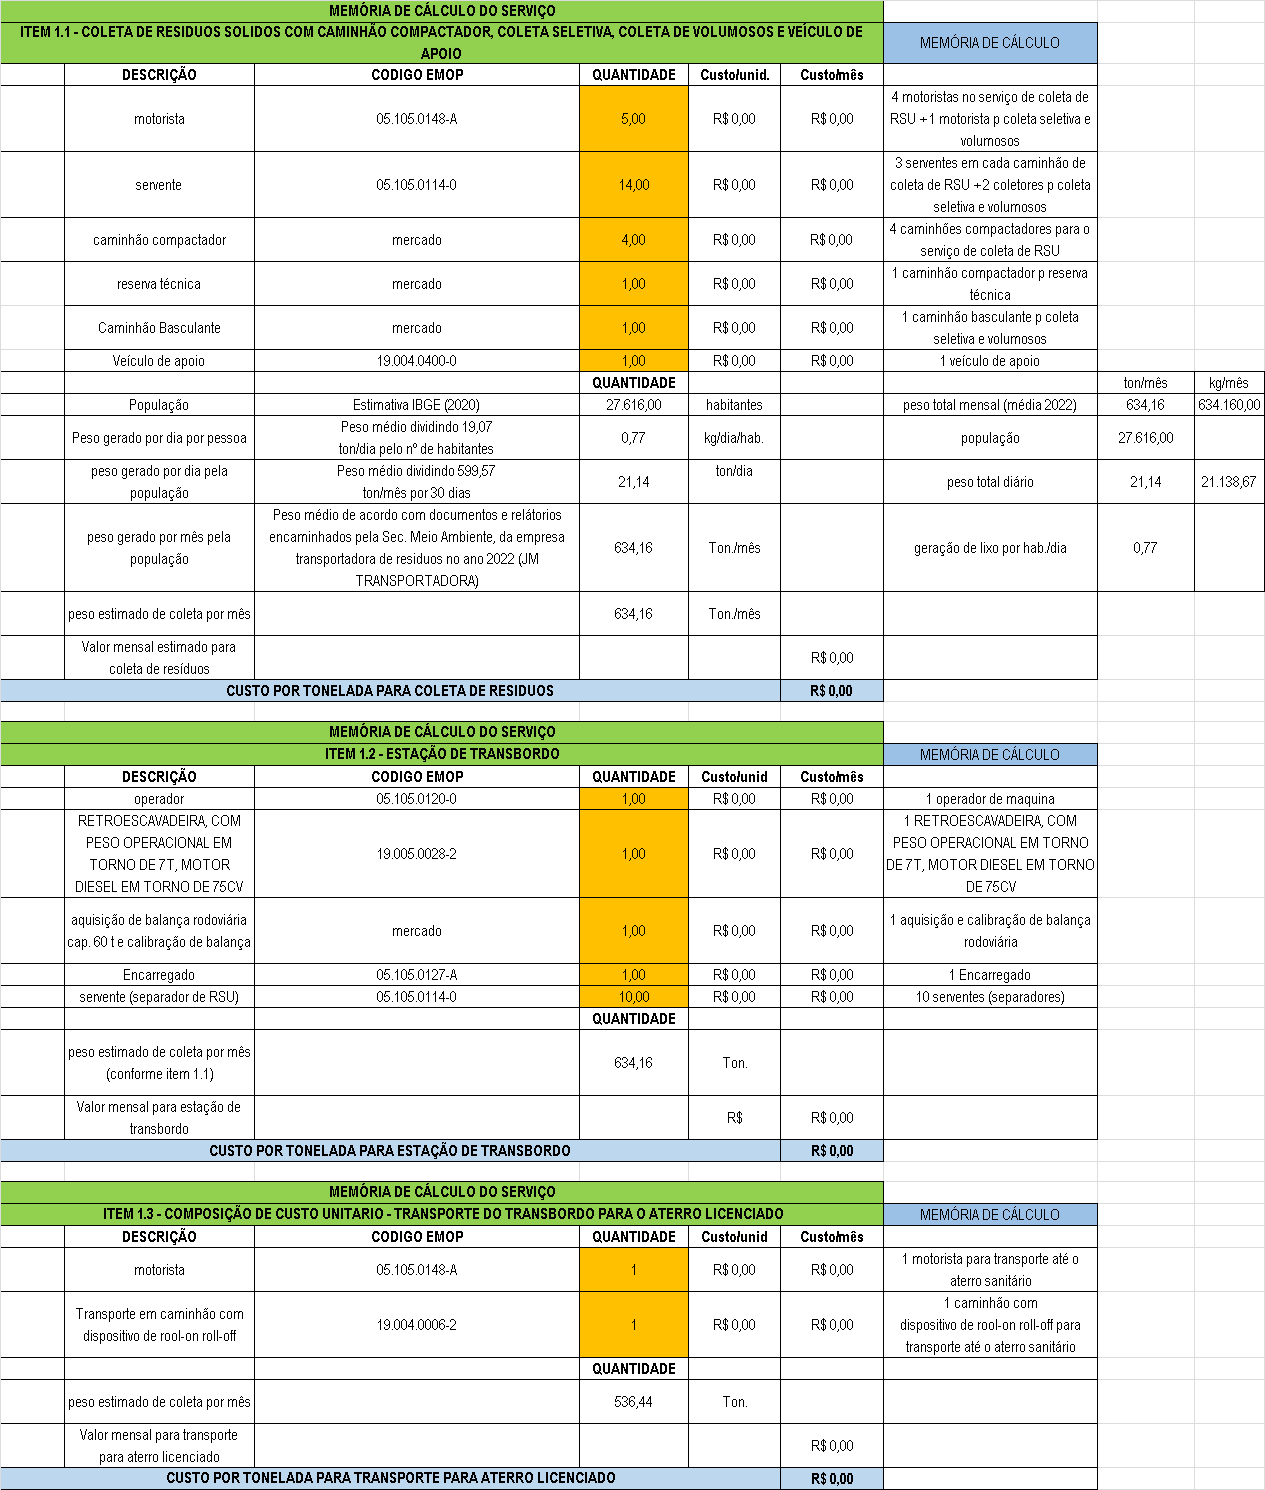 MEMÓRIA DE CÁLCULO DO SERVIÇO
ITEM 1.1 - COLETA DE RESIDUOS SOLIDOS COM CAMINHÃO COMPACTADOR, COLETA SELETIVA, COLETA DE VOLUMOSOS E VEÍCULO DE
APOIO
MEMÓRIA DE CÁLCULO
DESCRIÇÃO CODIGO EMOP QUANTIDADE Custo/unid. Custo/mês
motorista 05.105.0148-A 5,00 R$ 0,00 R$ 0,00
4 motoristas no serviço de coleta de
RSU +1 motorista p coleta seletiva e
volumosos
servente 05.105.0114-0 14,00 R$ 0,00 R$ 0,00
3 serventes em cada caminhão de
coleta de RSU +2 coletores p coleta
seletiva e volumosos
caminhão compactador mercado 4,00 R$ 0,00 R$ 0,00
4 caminhões compactadores para o
serviço de coleta de RSU
reserva técnica mercado 1,00 R$ 0,00 R$ 0,00
1 caminhão compactador p reserva
técnica
Caminhão Basculante mercado 1,00 R$ 0,00 R$ 0,00
1 caminhão basculante p coleta
seletiva e volumosos
Veículo de apoio 19.004.0400-0 1,00 R$ 0,00 R$ 0,00 1 veículo de apoio
QUANTIDADE ton/mês kg/mês
População Estimativa IBGE (2020) 27.616,00 habitantes peso total mensal (média 2022) 634,16 634.160,00
Peso gerado por dia por pessoa
Peso médio dividindo 19,07
ton/dia pelo nº de habitantes
0,77 kg/dia/hab. população 27.616,00
peso gerado por dia pela
população
Peso médio dividindo 599,57
ton/mês por 30 dias
21,14 ton/dia peso total diário 21,14 21.138,67
peso gerado por mês pela
população
Peso médio de acordo com documentos e relátorios
encaminhados pela Sec. Meio Ambiente, da empresa
transportadora de residuos no ano 2022 (JM
TRANSPORTADORA)
634,16 Ton./mês geração de lixo por hab./dia 0,77
peso estimado de coleta por mês 634,16 Ton./mês
Valor mensal estimado para
coleta de resíduos
R$ 0,00
CUSTO POR TONELADA PARA COLETA DE RESIDUOS R$ 0,00
MEMÓRIA DE CÁLCULO DO SERVIÇO
ITEM 1.2 - ESTAÇÃO DE TRANSBORDO MEMÓRIA DE CÁLCULO
DESCRIÇÃO CODIGO EMOP QUANTIDADE Custo/unid Custo/mês
operador 05.105.0120-0 1,00 R$ 0,00 R$ 0,00 1 operador de maquina
RETROESCAVADEIRA, COM
PESO OPERACIONAL EM
TORNO DE 7T, MOTOR
DIESEL EM TORNO DE 75CV
19.005.0028-2 1,00 R$ 0,00 R$ 0,00
1 RETROESCAVADEIRA, COM
PESO OPERACIONAL EM TORNO
DE 7T, MOTOR DIESEL EM TORNO
DE 75CV
aquisição de balança rodoviária
cap. 60 t e calibração de balança
mercado 1,00 R$ 0,00 R$ 0,00
1 aquisição e calibração de balança
rodoviária
Encarregado 05.105.0127-A 1,00 R$ 0,00 R$ 0,00 1 Encarregado
servente (separador de RSU) 05.105.0114-0 10,00 R$ 0,00 R$ 0,00 10 serventes (separadores)
QUANTIDADE
peso estimado de coleta por mês
(conforme item 1.1)
634,16 Ton.
Valor mensal para estação de
transbordo
R$ R$ 0,00
CUSTO POR TONELADA PARA ESTAÇÃO DE TRANSBORDO R$ 0,00
MEMÓRIA DE CÁLCULO DO SERVIÇO
ITEM 1.3 - COMPOSIÇÃO DE CUSTO UNITARIO - TRANSPORTE DO TRANSBORDO PARA O ATERRO LICENCIADO MEMÓRIA DE CÁLCULO
DESCRIÇÃO CODIGO EMOP QUANTIDADE Custo/unid Custo/mês
motorista 05.105.0148-A 1 R$ 0,00 R$ 0,00
1 motorista para transporte até o
aterro sanitário
Transporte em caminhão com
dispositivo de rool-on roll-off
19.004.0006-2 1 R$ 0,00 R$ 0,00
1 caminhão com
dispositivo de rool-on roll-off para
transporte até o aterro sanitário
QUANTIDADE
peso estimado de coleta por mês 536,44 Ton.
Valor mensal para transporte
para aterro licenciado
R$ 0,00
CUSTO POR TONELADA PARA TRANSPORTE PARA ATERRO LICENCIADO R$ 0,00